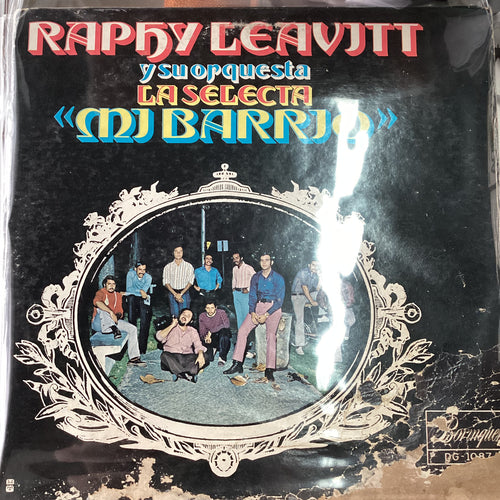 RAPHY LEAVITT
y su orquesta
LA SELECTA
«MI BARRIO»
Borinquen
DG-1087